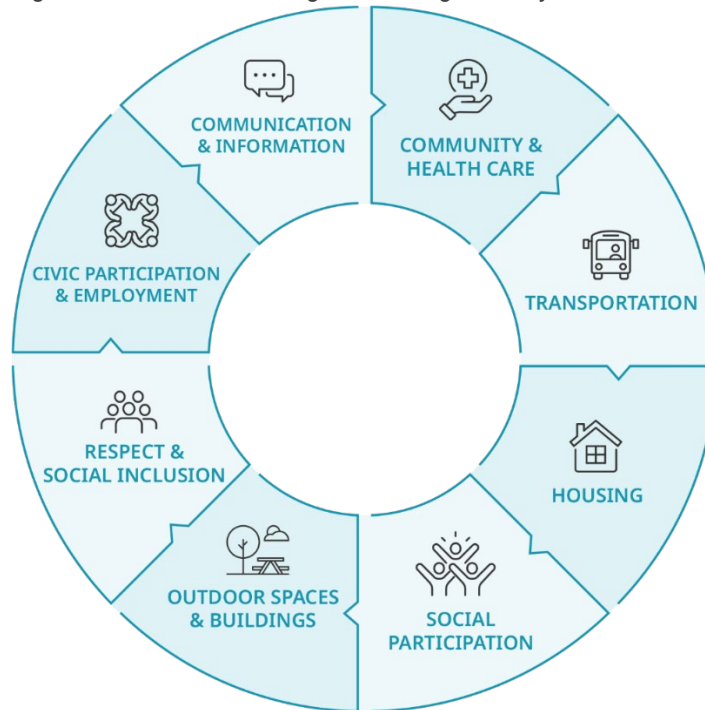 COMMUNICATION
& INFORMATION
COMMUNITY &
HEALTH CARE
TRANSPORTATION
HOUSING
SOCIAL
PARTICIPATION
OUTDOOR SPACES
& BUILDINGS
RESPECT &
SOCIAL INCLUSION
CIVIC PARTICIPATION
& EMPLOYMENT